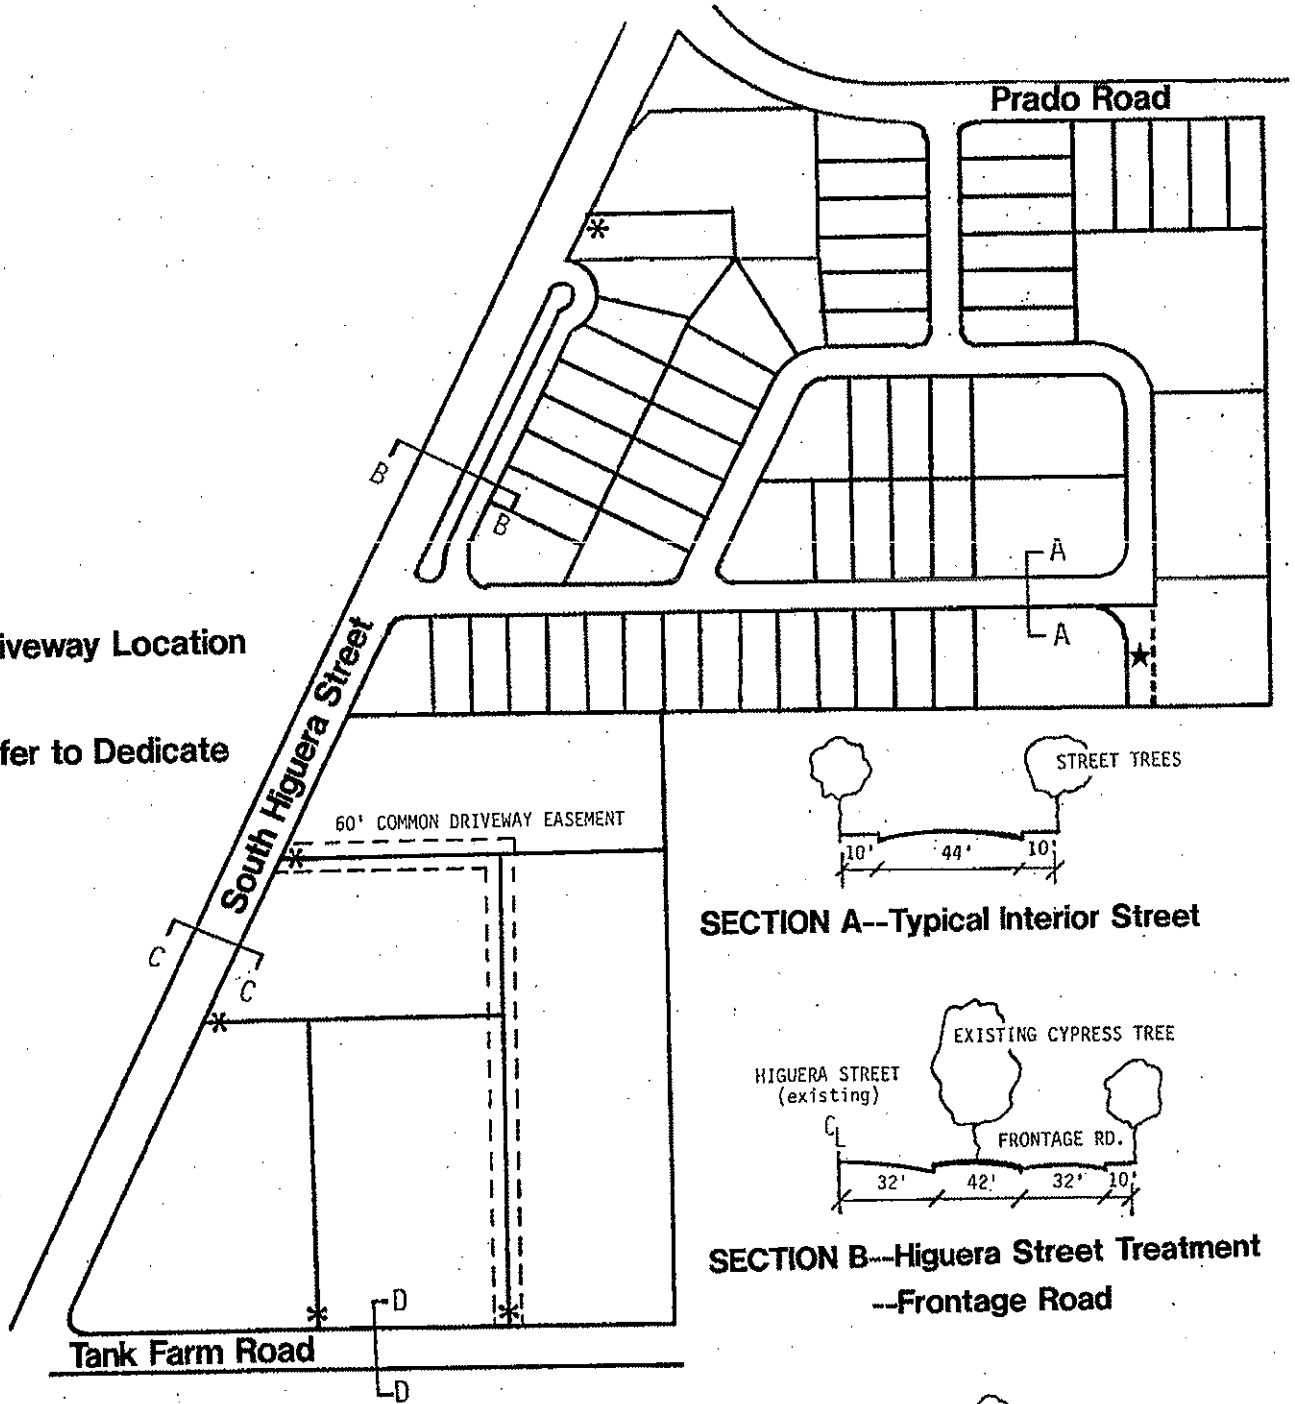 Prado Road
B
B
A
A
iveway Location
fer to Dedicate
South Higuera Street
60' COMMON DRIVEWAY EASEMENT
STREET TREES
10' 44' 10'
SECTION A--Typical Interior Street
C
C
EXISTING CYPRESS TREE
HIGUERA STREET
(existing)
CL
FRONTAGE RD.
32' 42' 32' 10'
SECTION B--Higuera Street Treatment
--Frontage Road
D
Tank Farm Road
D